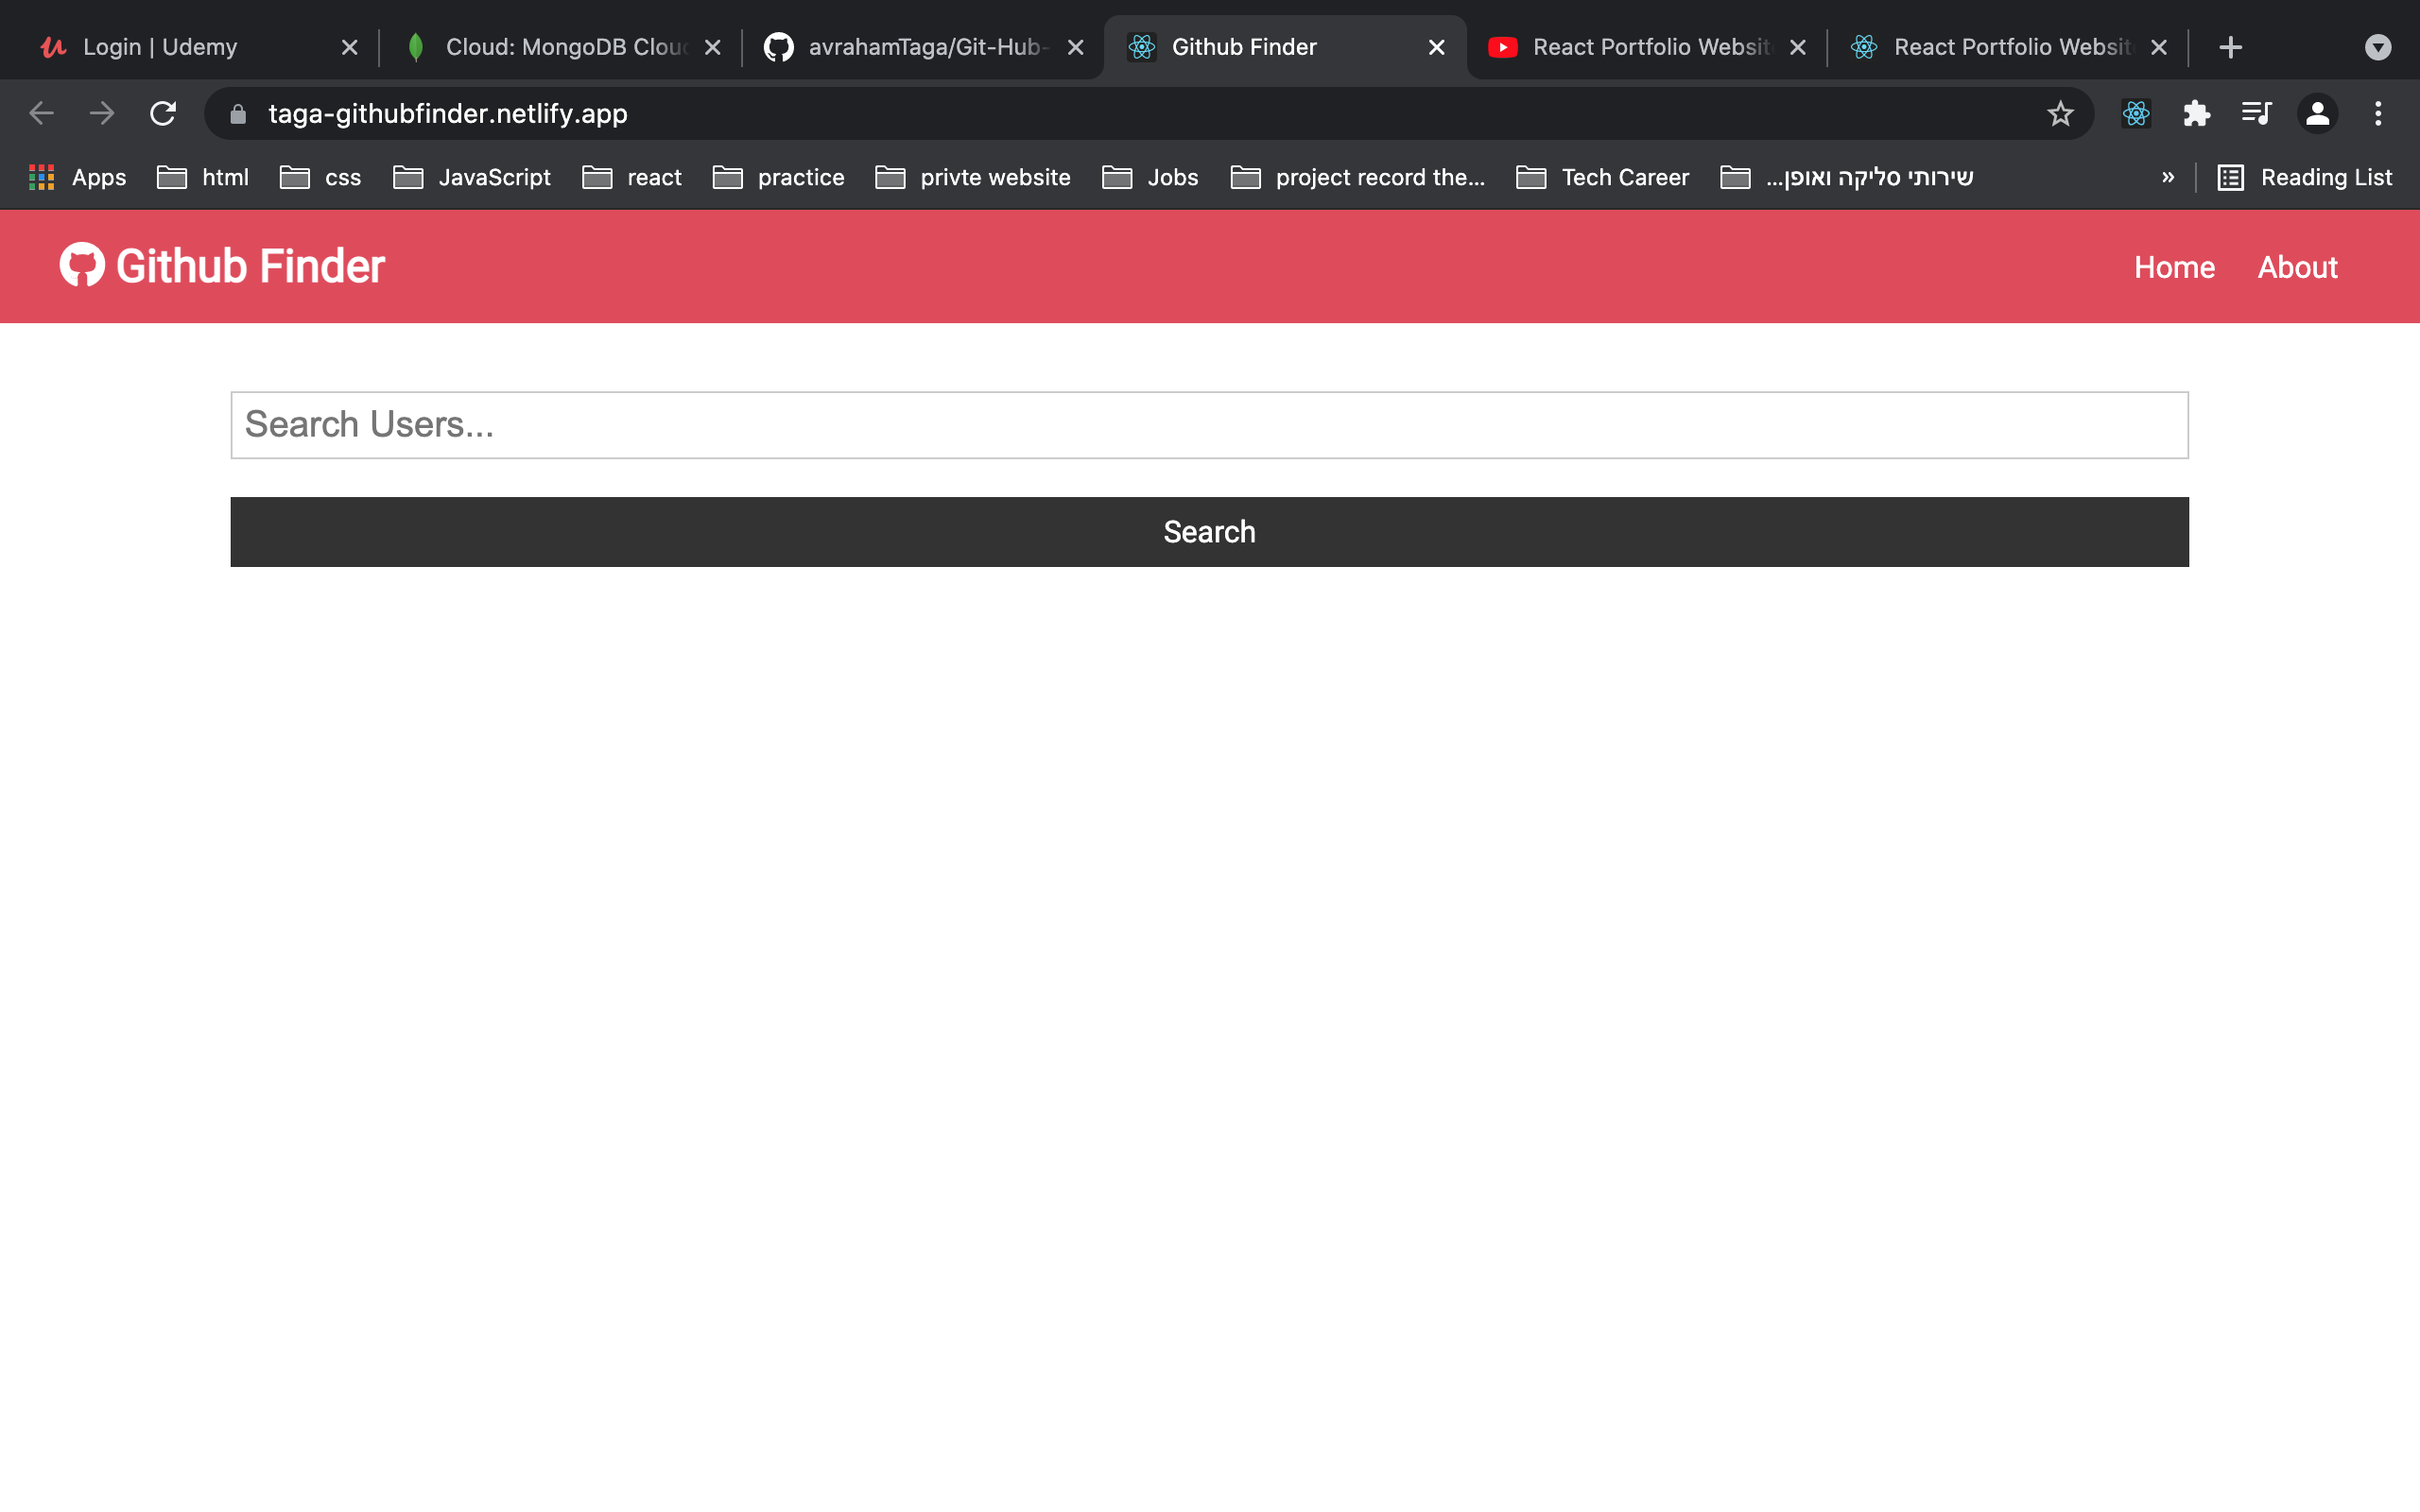 Login | Udemy
Cloud: MongoDB Clou
avrahamTaga/Git-Hub-
Github Finder
React Portfolio Websit
React Portfolio Websit
taga-githubfinder.netlify.app
Apps html css JavaScript react practice privte website Jobs project record the... Tech Career שירותי סליקה ואופן... » Reading List
Github Finder
Home About
Search Users...
Search